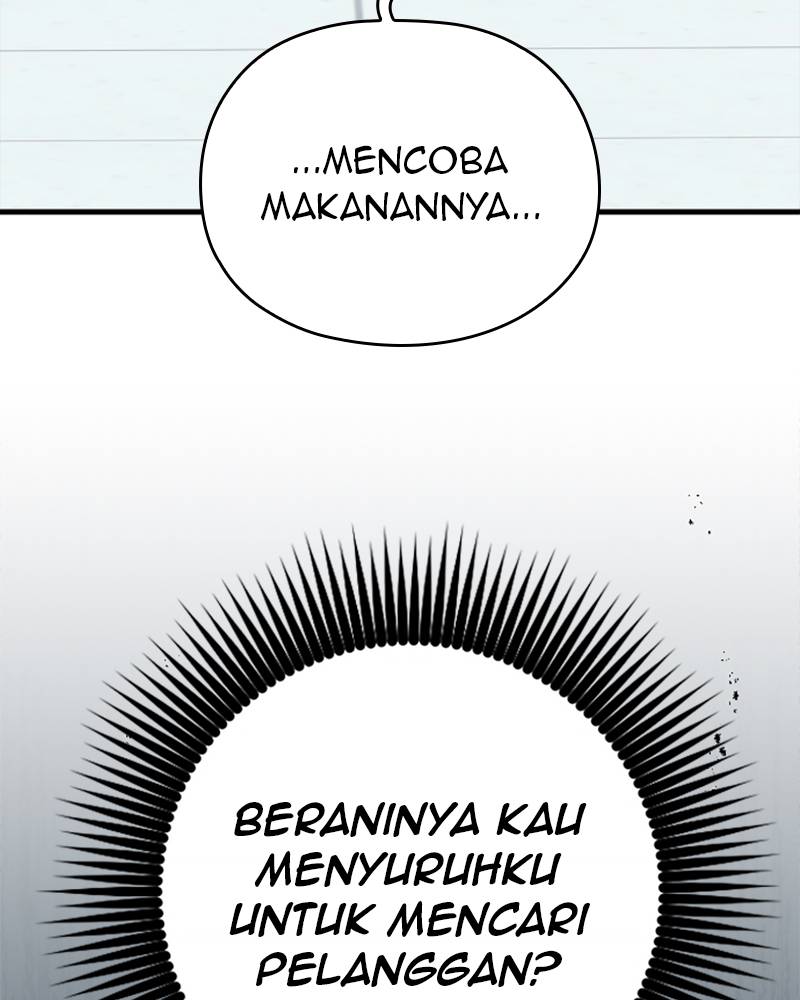 ...MENCOBA
MAKANANNYA...
BERANINYA KAU
MENYURUHKU
UNTUK MENCARI
PELANGGAN?